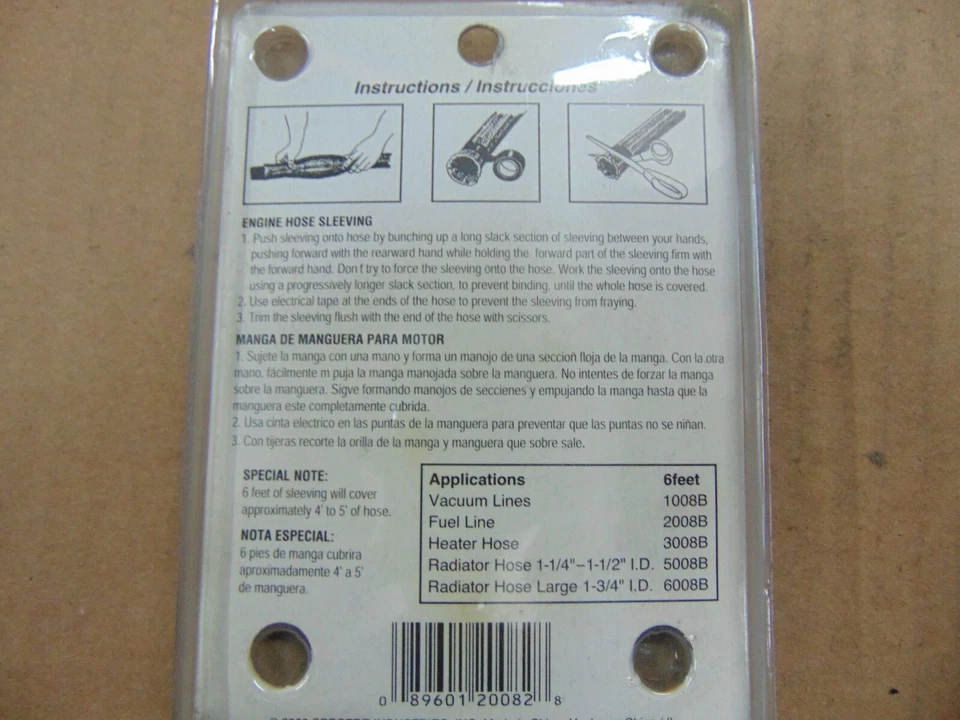 Instructions / Instrucciones
ENGINE HOSE SLEEVING
1. Push sleeving onto hose by bunching up a long slack section of sleeving between your hands,
pushing forward with the rearward hand while holding the forward part of the sleeving firm with
the forward hand. Don t try to force the sleeving onto the hose. Work the sleeving onto the hose
using a progressively longer slack section, to prevent binding, until the whole hose is covered.
2. Use electrical tape at the ends of the hose to prevent the sleeving from fraying.
3. Trim the sleeving flush with the end of the hose with scissors.
MANGA DE MANGUERA PARA MOTOR
1. Sujete la manga con una mano y forma un manojo de una seccioń floja de la manga. Con la otra
mano, fácilmente m puja la manga manojada sobre la manguera. No intentes de forzar la manga
sobre la manguera. Sigve formando manojos de seccienes y empujando la manga hasta que la
manguera este completamente cubrida.
2. Usa cinta electrico en las puntas de la manguera para preventar que las puntas no se niñan.
3. Con tijeras recorte la orilla de la manga y manguera que sobre sale.
SPECIAL NOTE:
6 feet of sleeving will cover
approximately 4' to 5' of hose.
NOTA ESPECIAL:
6 pies de manga cubrira
aproximadamente 4' a 5'
de manguera.
Applications 6feet
Vacuum Lines 1008B
Fuel Line 2008B
Heater Hose 3008B
Radiator Hose 1-1/4"–1-1/2" I.D. 5008B
Radiator Hose Large 1-3/4" I.D. 6008B
0 89601 20082 8